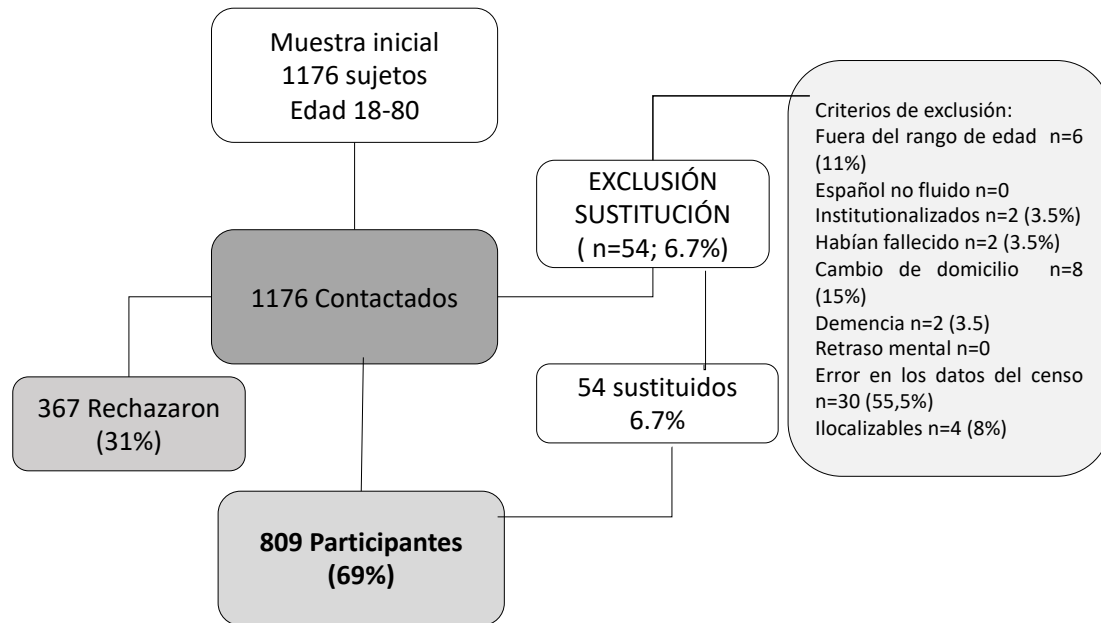 Muestra inicial
1176 sujetos
Edad 18-80
EXCLUSIÓN
SUSTITUCIÓN
( n=54; 6.7%)
Criterios de exclusión:
Fuera del rango de edad n=6
(11%)
Español no fluido n=0
Institutionalizados n=2 (3.5%)
Habían fallecido n=2 (3.5%)
Cambio de domicilio n=8
(15%)
Demencia n=2 (3.5)
Retraso mental n=0
Error en los datos del censo
n=30 (55,5%)
Ilocalizables n=4 (8%)
1176 Contactados
367 Rechazaron
(31%)
54 sustituidos
6.7%
809 Participantes
(69%)